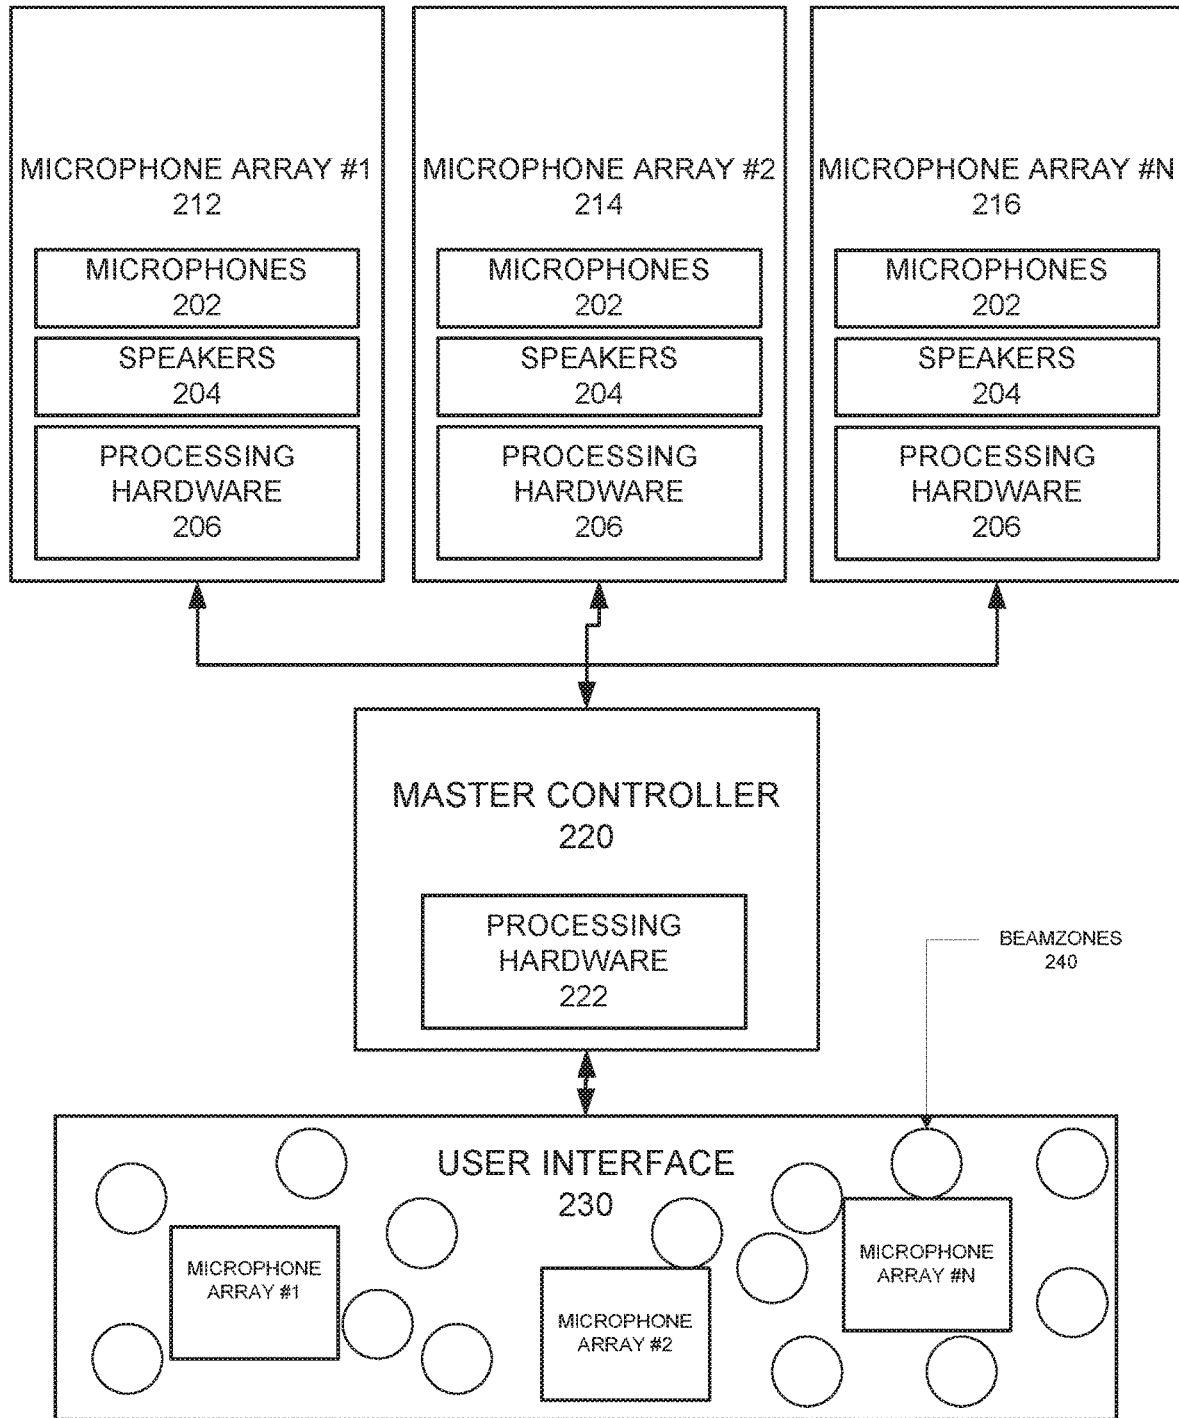 MICROPHONE ARRAY #1
212
MICROPHONES
202
SPEAKERS
204
PROCESSING
HARDWARE
206
MICROPHONE ARRAY #2
214
MICROPHONES
202
SPEAKERS
204
PROCESSING
HARDWARE
206
MICROPHONE ARRAY #N
216
MICROPHONES
202
SPEAKERS
204
PROCESSING
HARDWARE
206
MASTER CONTROLLER
220
PROCESSING
HARDWARE
222
BEAMZONES
240
USER INTERFACE
230
MICROPHONE
ARRAY #1
MICROPHONE
ARRAY #2
MICROPHONE
ARRAY #N